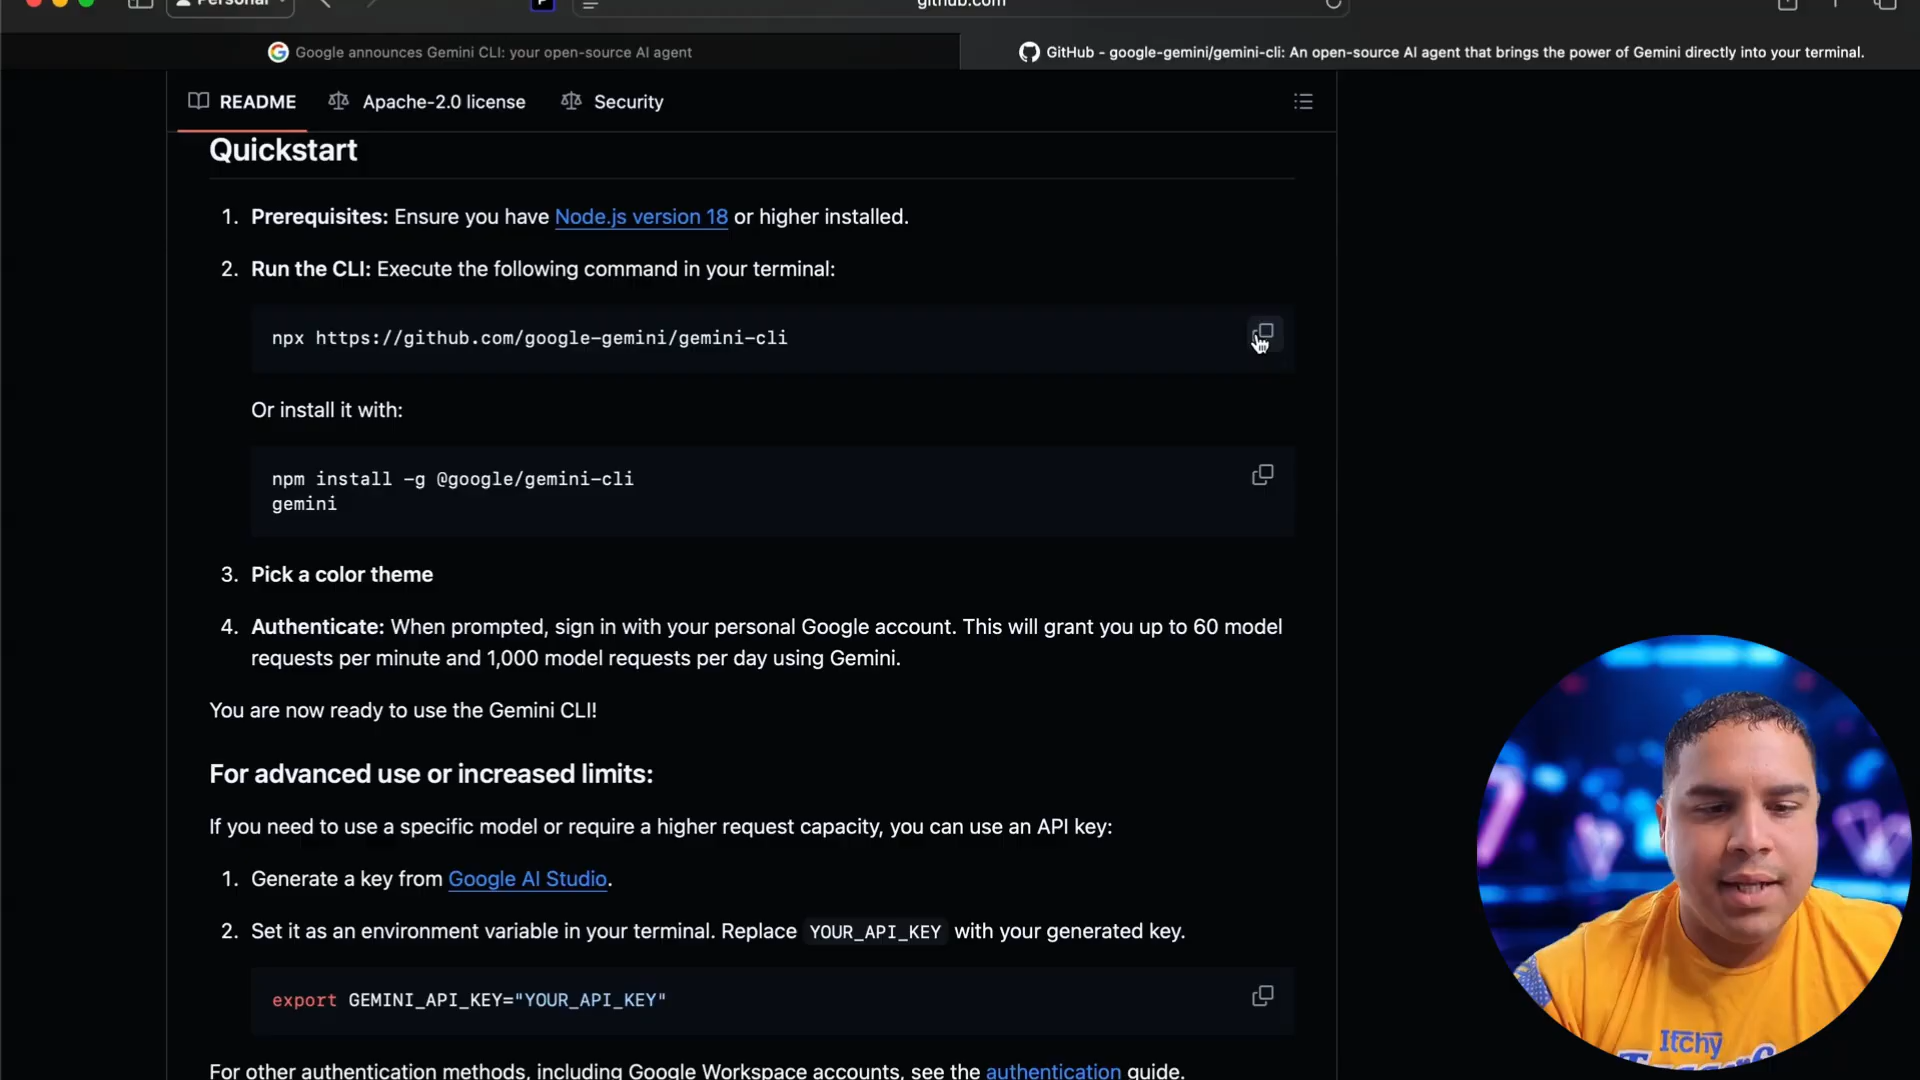 Personal
github.com
Google announces Gemini CLI: your open-source AI agent
GitHub - google-gemini/gemini-cli: An open-source AI agent that brings the power of Gemini directly into your terminal.
README
Apache-2.0 license
Security
Quickstart
1. Prerequisites: Ensure you have Node.js version 18 or higher installed.
2. Run the CLI: Execute the following command in your terminal:
npx https://github.com/google-gemini/gemini-cli
Or install it with:
npm install -g @google/gemini-cli
gemini
3. Pick a color theme
4. Authenticate: When prompted, sign in with your personal Google account. This will grant you up to 60 model
requests per minute and 1,000 model requests per day using Gemini.
You are now ready to use the Gemini CLI!
For advanced use or increased limits:
If you need to use a specific model or require a higher request capacity, you can use an API key:
1. Generate a key from Google AI Studio.
2. Set it as an environment variable in your terminal. Replace YOUR_API_KEY with your generated key.
export GEMINI_API_KEY="YOUR_API_KEY"
For other authentication methods, including Google Workspace accounts, see the authentication guide.
Itchy